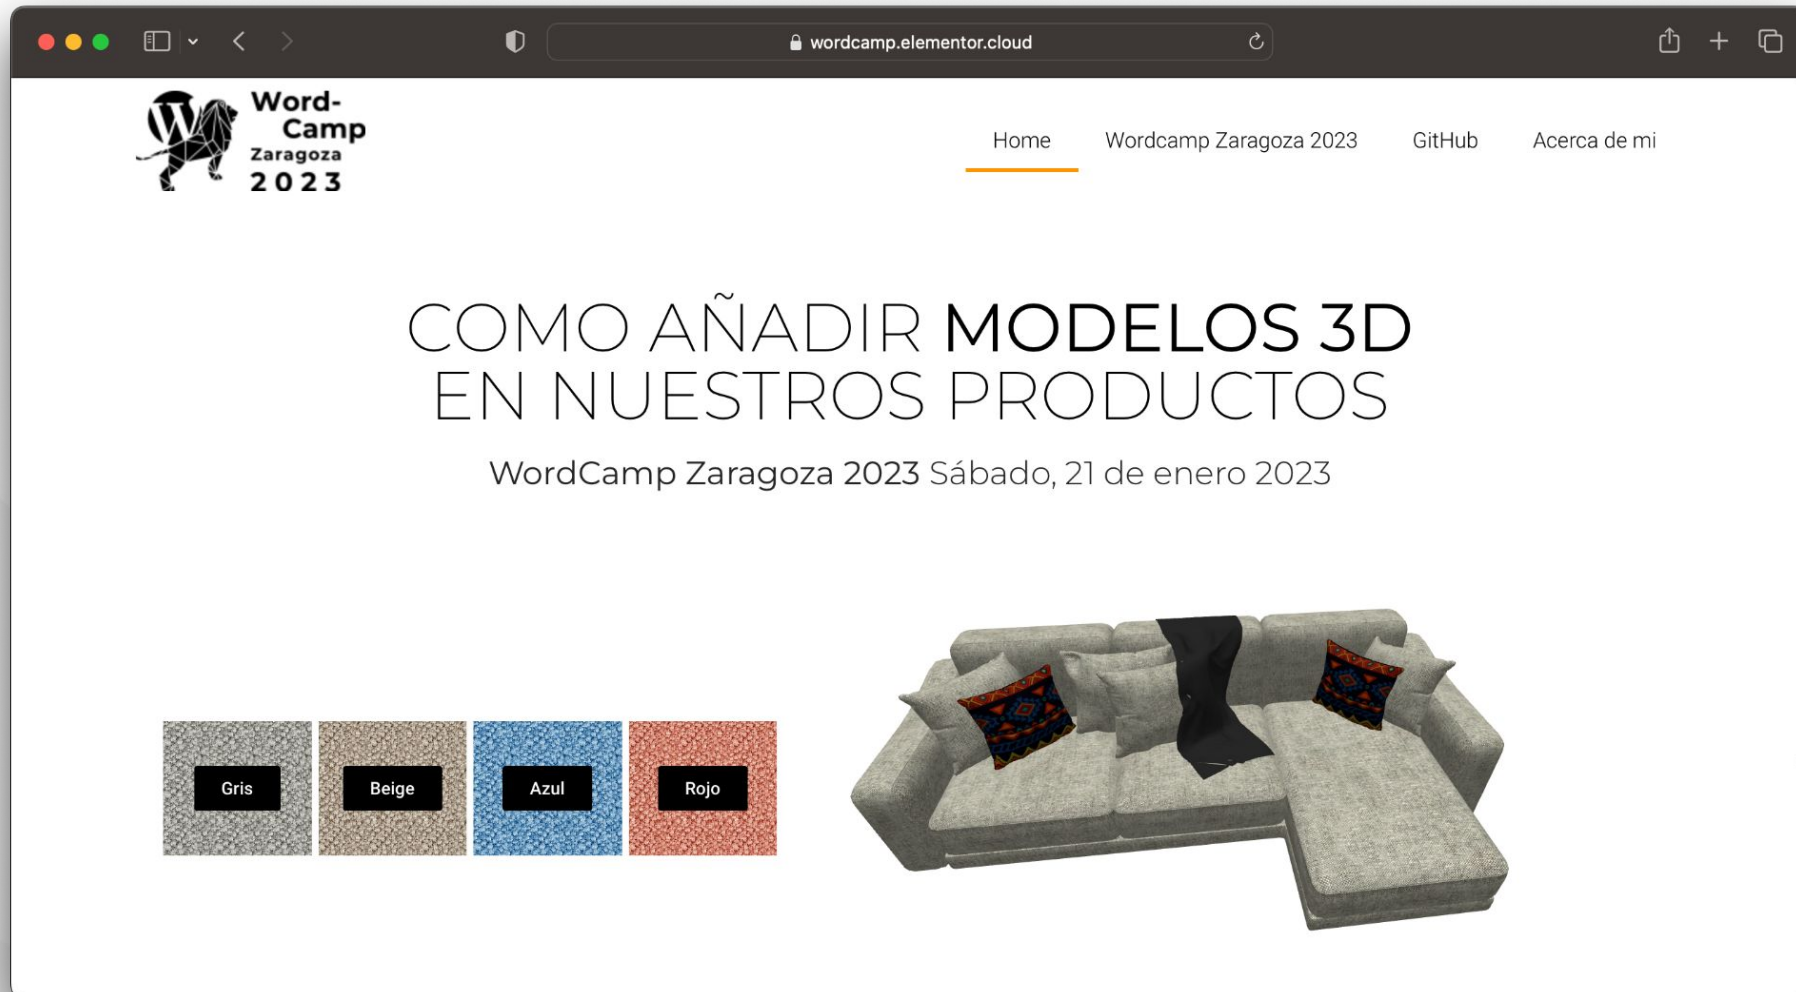 wordcamp.elementor.cloud
Word-
Camp
Zaragoza
2023
Home
Wordcamp Zaragoza 2023
GitHub
Acerca de mi
COMO AÑADIR MODELOS 3D
EN NUESTROS PRODUCTOS
WordCamp Zaragoza 2023 Sábado, 21 de enero 2023
Gris
Beige
Azul
Rojo